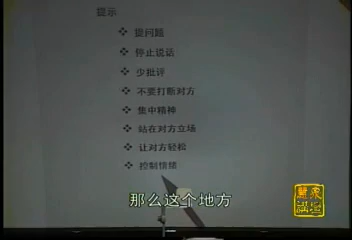 提示
❖ 提问题
❖ 停止说话
❖ 少批评
❖ 不要打断对方
❖ 集中精神
❖ 站在对方立场
❖ 让对方轻松
❖ 控制情绪
那么这个地方